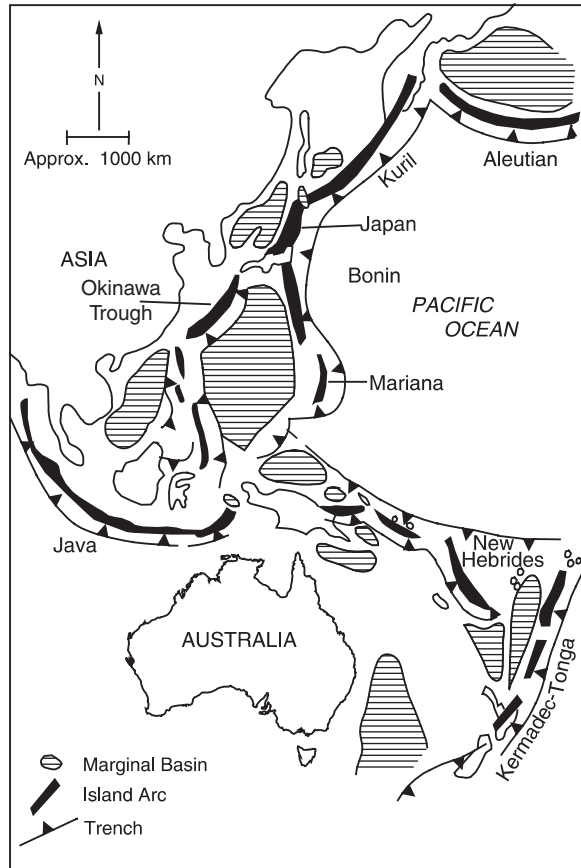 N
Approx. 1000 km
Aleutian
Kuril
Japan
ASIA
Bonin
Okinawa
Trough
PACIFIC
OCEAN
Mariana
Java
New
Hebrides
AUSTRALIA
Kermadec-Tonga
Marginal Basin
Island Arc
Trench